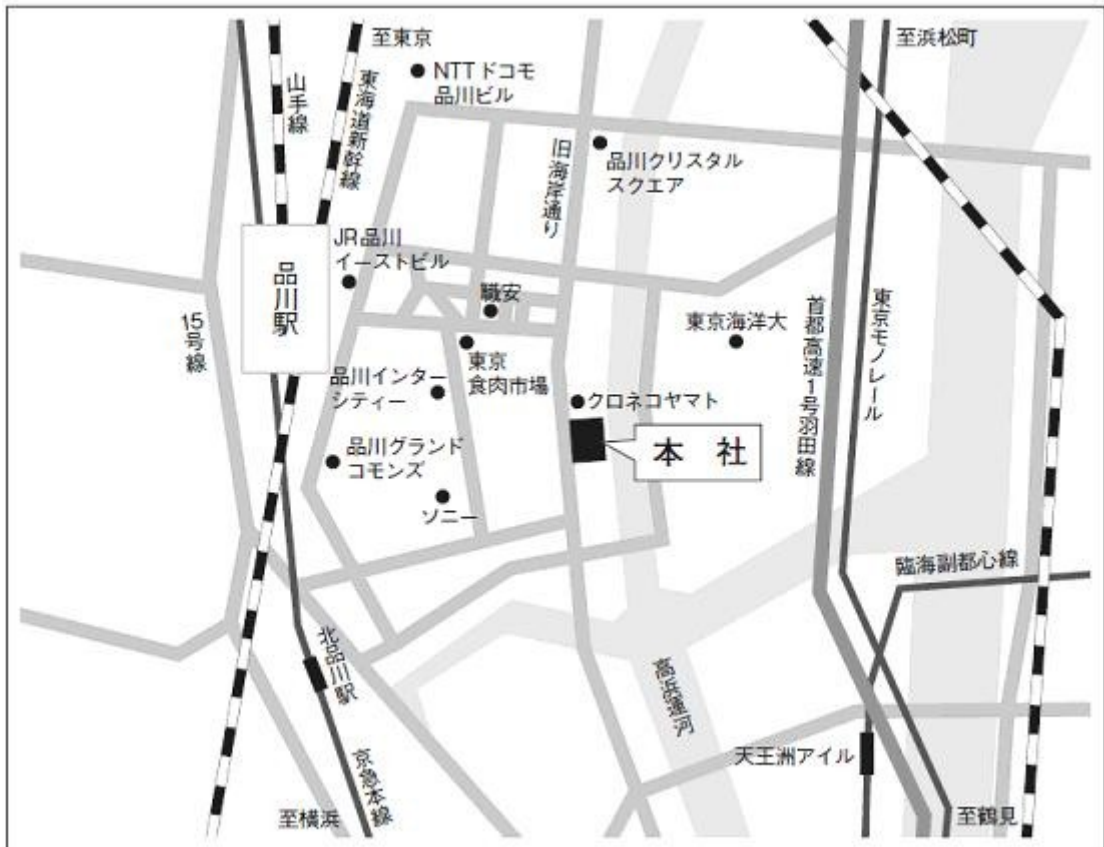 至東京
至浜松町
NTTドコモ
品川ビル
山手線
東海道新幹線
旧海岸通り
品川クリスタル
スクエア
JR品川
イーストビル
品川駅
職安
15号線
東京
食肉市場
東京海洋大
首都高速1号羽田線
東京モノレール
品川インター
シティー
クロネコヤマト
本 社
品川グランド
コモンズ
ソニー
臨海副都心線
北品川駅
高浜運河
天王洲アイル
京急本線
至横浜
至鶴見